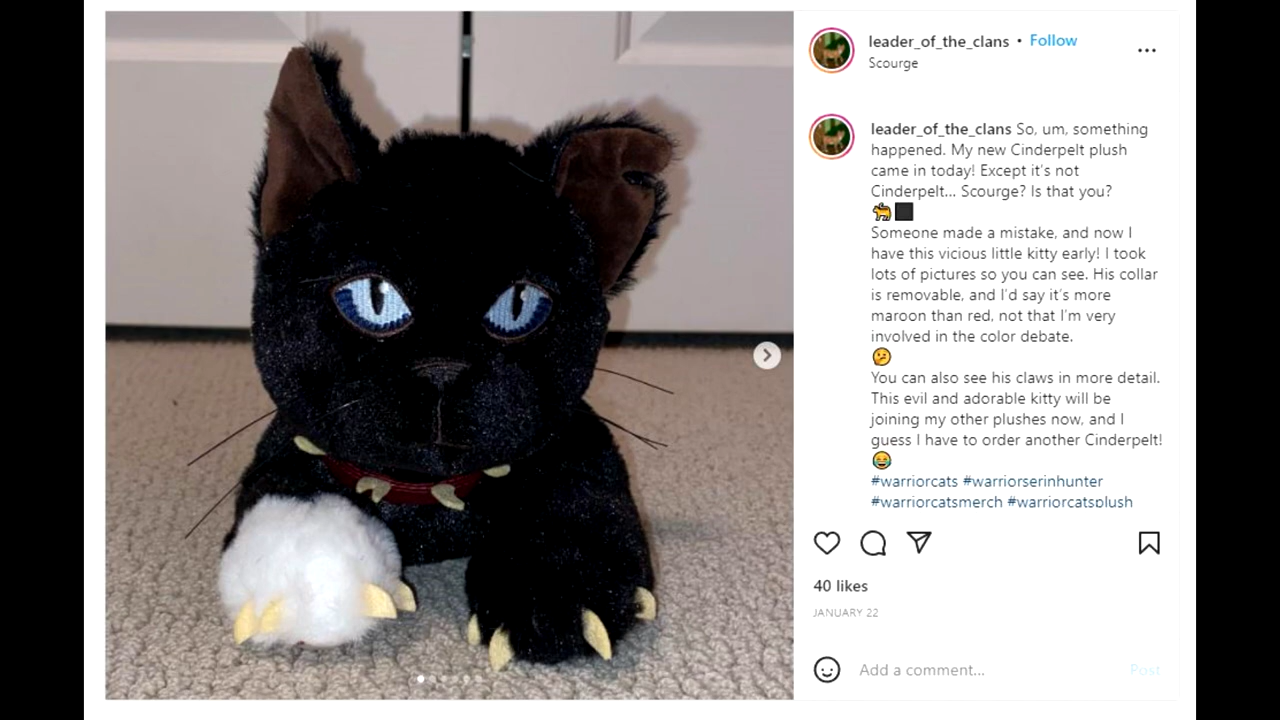 leader_of_the_clans • Follow
Scourge
leader_of_the_clans So, um, something
happened. My new Cinderpelt plush
came in today! Except it's not
Cinderpelt... Scourge? Is that you?
🐈⬛
Someone made a mistake, and now I
have this vicious little kitty early! I took
lots of pictures so you can see. His collar
is removable, and I'd say it's more
maroon than red, not that I'm very
involved in the color debate.
🫤
You can also see his claws in more detail.
This evil and adorable kitty will be
joining my other plushes now, and I
guess I have to order another Cinderpelt!
😂
#warriorcats #warriorserinhunter
#warriorcatsmerch #warriorcatsplush
40 likes
JANUARY 22
Add a comment... Post